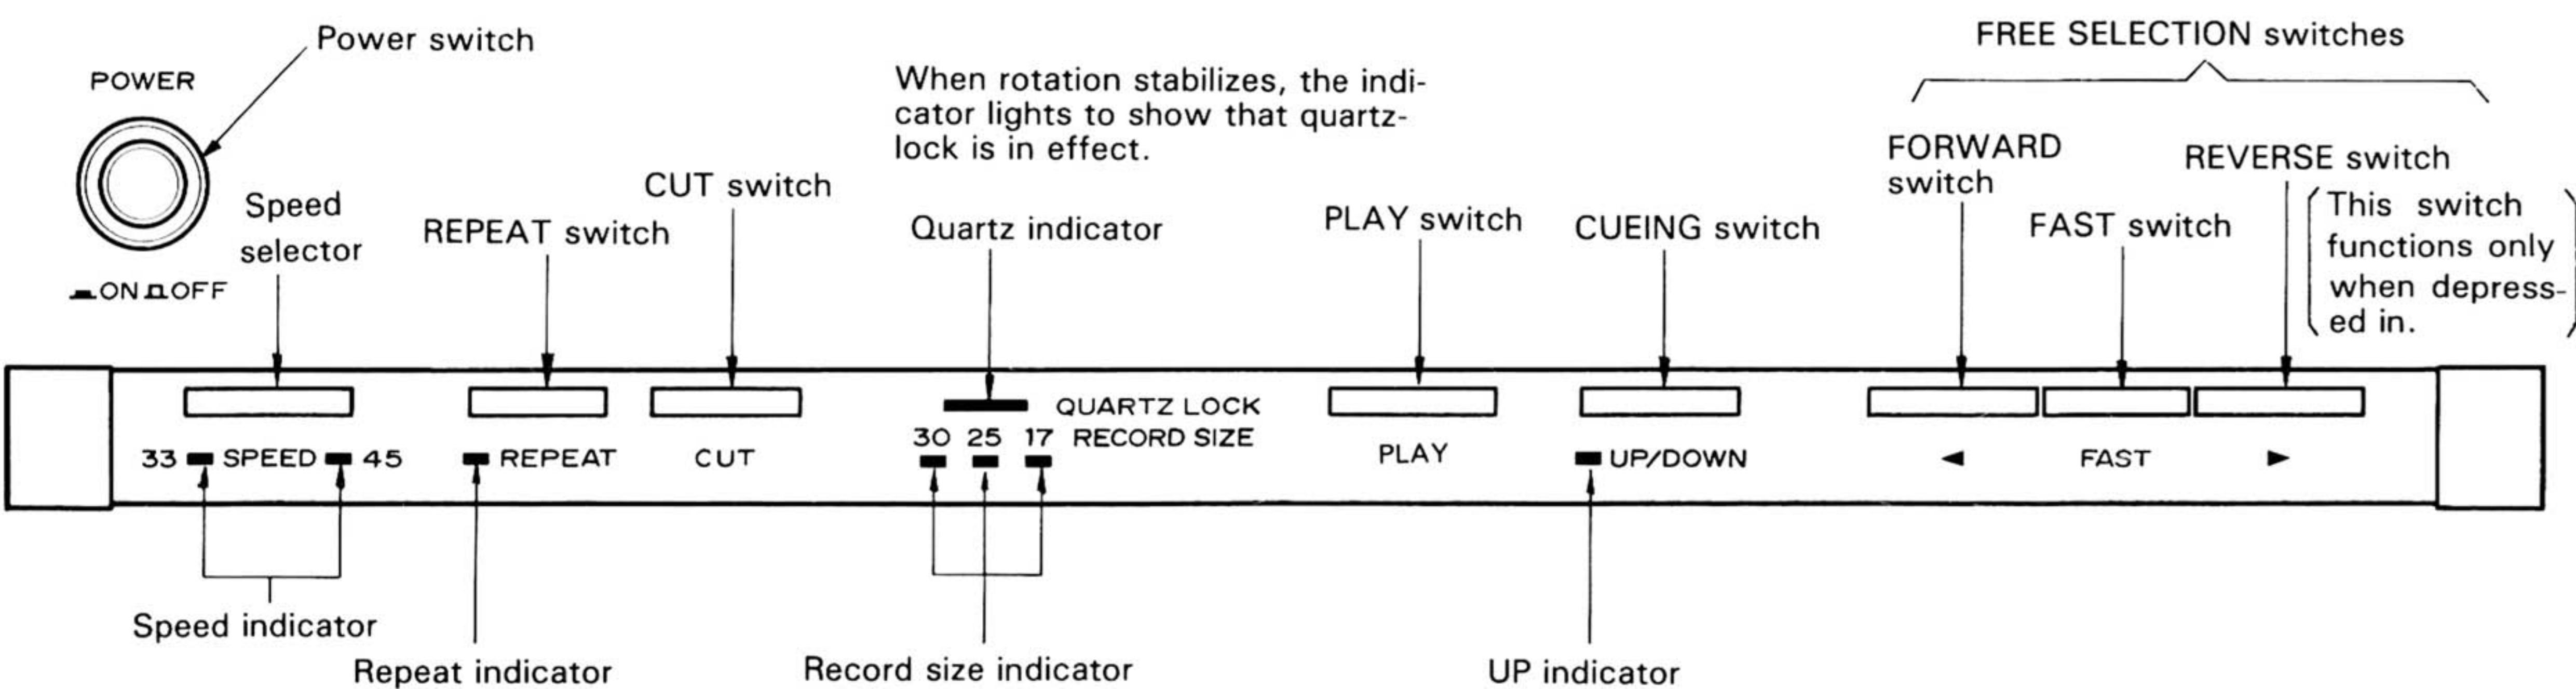 Power switch
POWER
ON OFF
Speed
selector
REPEAT switch
CUT switch
When rotation stabilizes, the indi-
cator lights to show that quartz-
lock is in effect.
Quartz indicator
PLAY switch
CUEING switch
FREE SELECTION switches
FORWARD
switch
FAST switch
REVERSE switch
(This switch
functions only
when depress-
ed in.)
33 SPEED 45
REPEAT
CUT
QUARTZ LOCK
30 25 17 RECORD SIZE
PLAY
UP/DOWN
◄ FAST ►
Speed indicator
Repeat indicator
Record size indicator
UP indicator